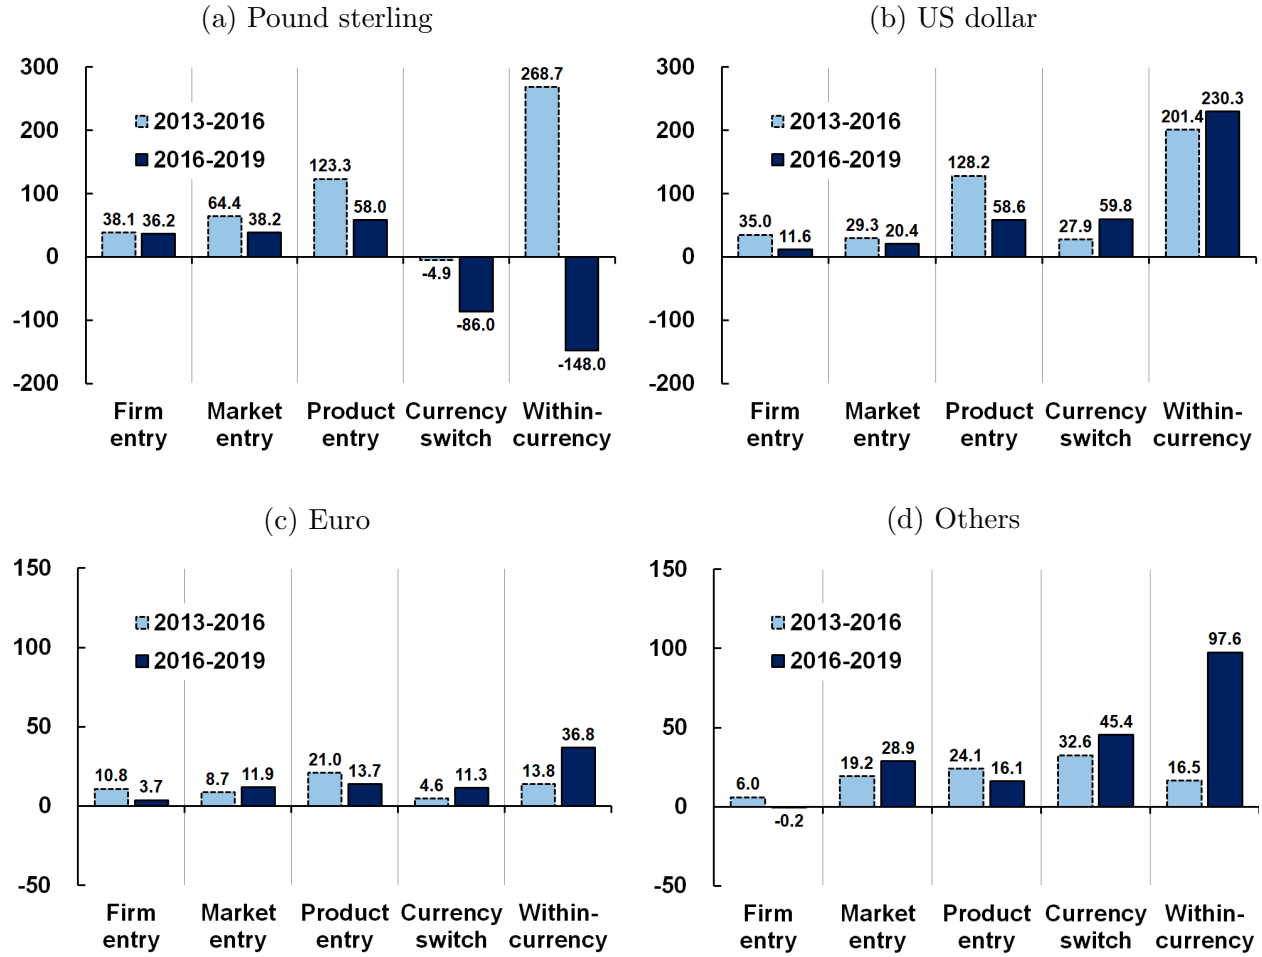 (a) Pound sterling
300
200
100
0
-100
-200
2013-2016
2016-2019
38.1
36.2
64.4
38.2
123.3
58.0
-4.9
-86.0
268.7
-148.0
Firm entry
Market entry
Product entry
Currency switch
Within-currency
(b) US dollar
300
200
100
0
-100
-200
2013-2016
2016-2019
35.0
11.6
29.3
20.4
128.2
58.6
27.9
59.8
201.4
230.3
Firm entry
Market entry
Product entry
Currency switch
Within-currency
(c) Euro
150
100
50
0
-50
2013-2016
2016-2019
10.8
3.7
8.7
11.9
21.0
13.7
4.6
11.3
13.8
36.8
Firm entry
Market entry
Product entry
Currency switch
Within-currency
(d) Others
150
100
50
0
-50
2013-2016
2016-2019
6.0
-0.2
19.2
28.9
24.1
16.1
32.6
45.4
16.5
97.6
Firm entry
Market entry
Product entry
Currency switch
Within-currency